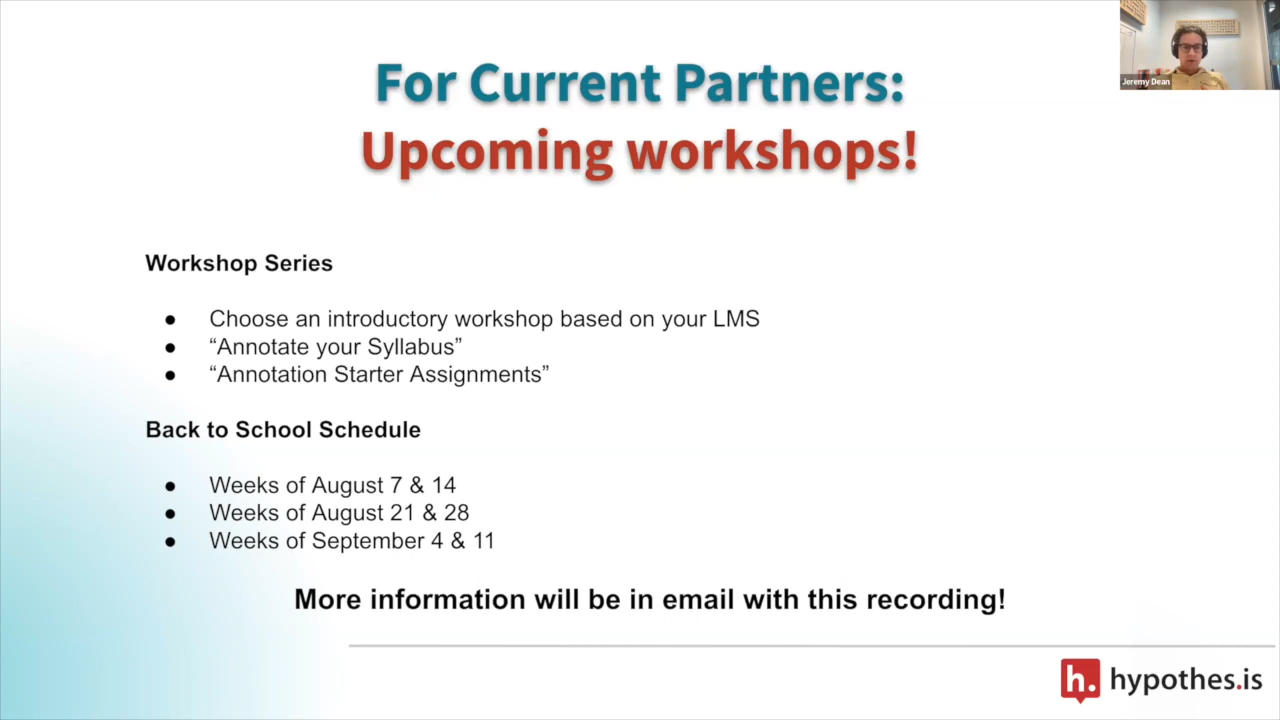 For Current Partners:
Upcoming workshops!
Jeremy Dean
Workshop Series
● Choose an introductory workshop based on your LMS
● “Annotate your Syllabus”
● “Annotation Starter Assignments”
Back to School Schedule
● Weeks of August 7 & 14
● Weeks of August 21 & 28
● Weeks of September 4 & 11
More information will be in email with this recording!
h. hypothes.is